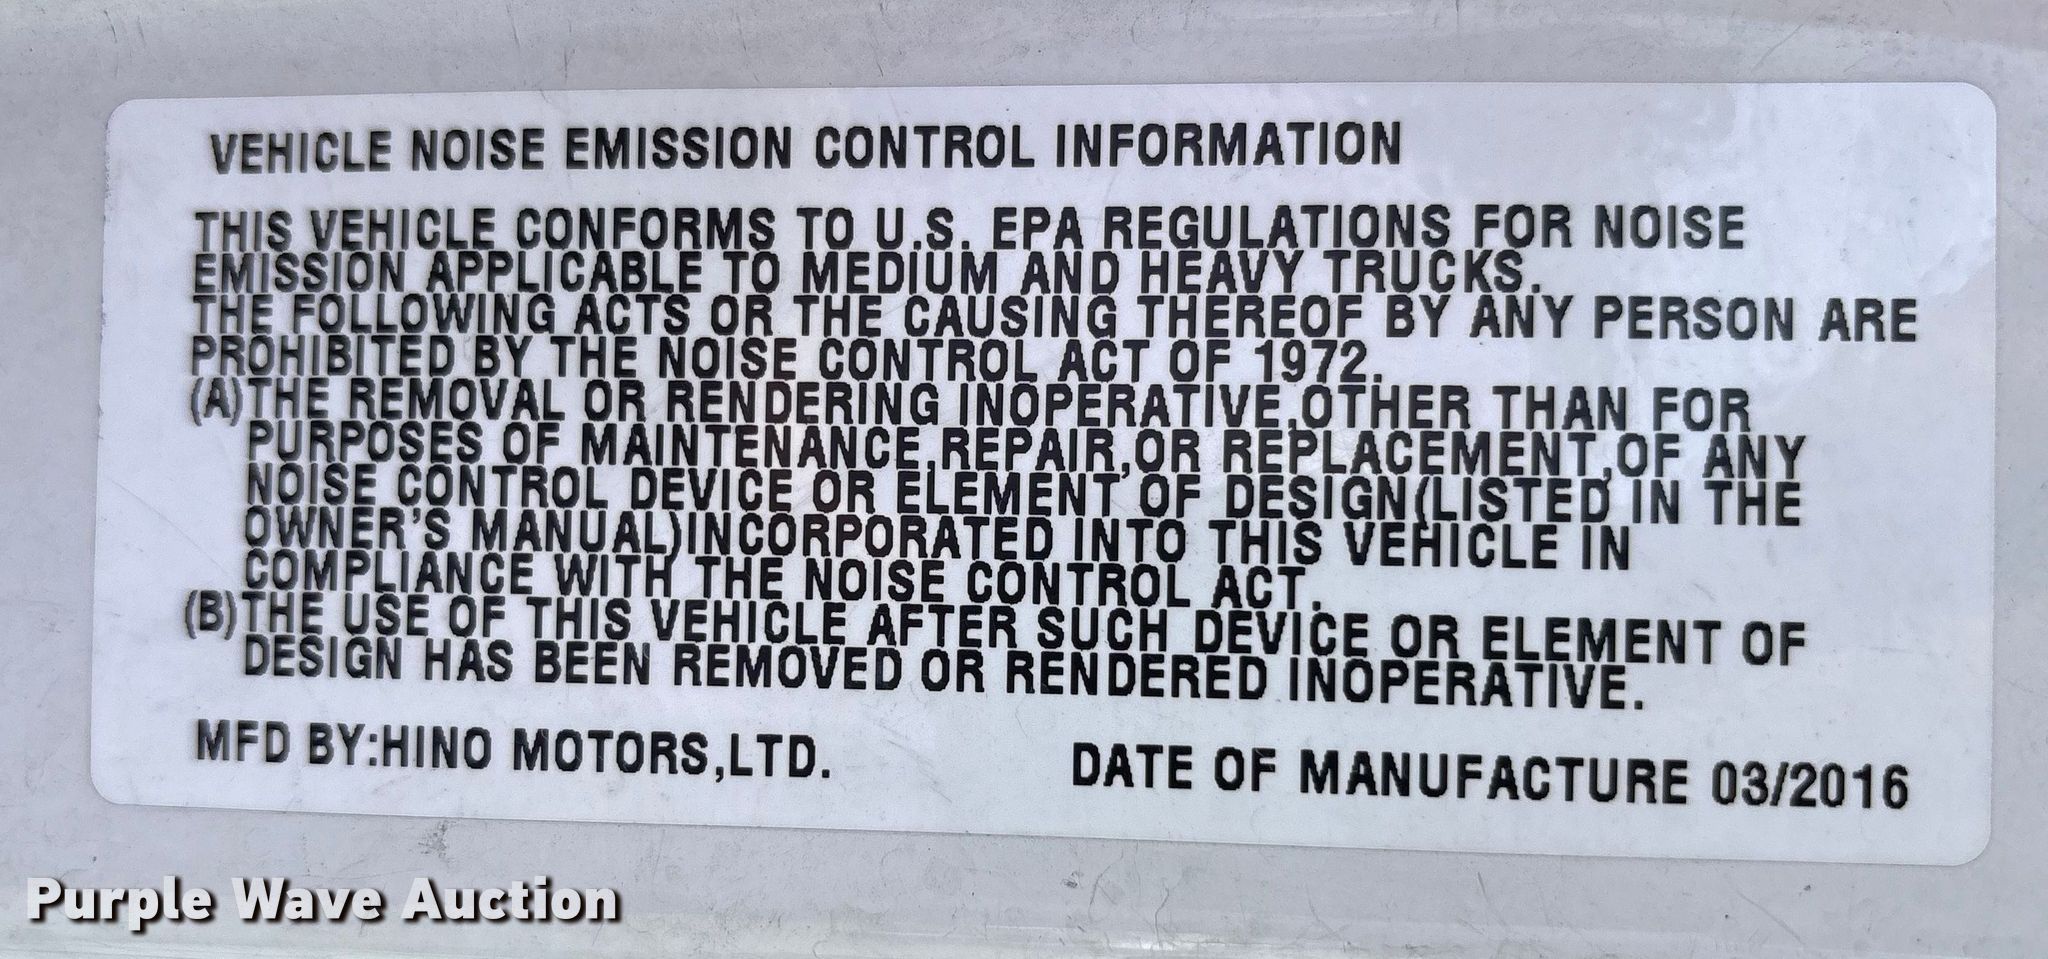 VEHICLE NOISE EMISSION CONTROL INFORMATION
THIS VEHICLE CONFORMS TO U.S. EPA REGULATIONS FOR NOISE
EMISSION APPLICABLE TO MEDIUM AND HEAVY TRUCKS.
THE FOLLOWING ACTS OR THE CAUSING THEREOF BY ANY PERSON ARE
PROHIBITED BY THE NOISE CONTROL ACT OF 1972.
(A)THE REMOVAL OR RENDERING INOPERATIVE,OTHER THAN FOR
PURPOSES OF MAINTENANCE,REPAIR,OR REPLACEMENT,OF ANY
NOISE CONTROL DEVICE OR ELEMENT OF DESIGN(LISTED IN THE
OWNER'S MANUAL)INCORPORATED INTO THIS VEHICLE IN
COMPLIANCE WITH THE NOISE CONTROL ACT.
(B)THE USE OF THIS VEHICLE AFTER SUCH DEVICE OR ELEMENT OF
DESIGN HAS BEEN REMOVED OR RENDERED INOPERATIVE.
MFD BY:HINO MOTORS,LTD. DATE OF MANUFACTURE 03/2016
Purple Wave Auction